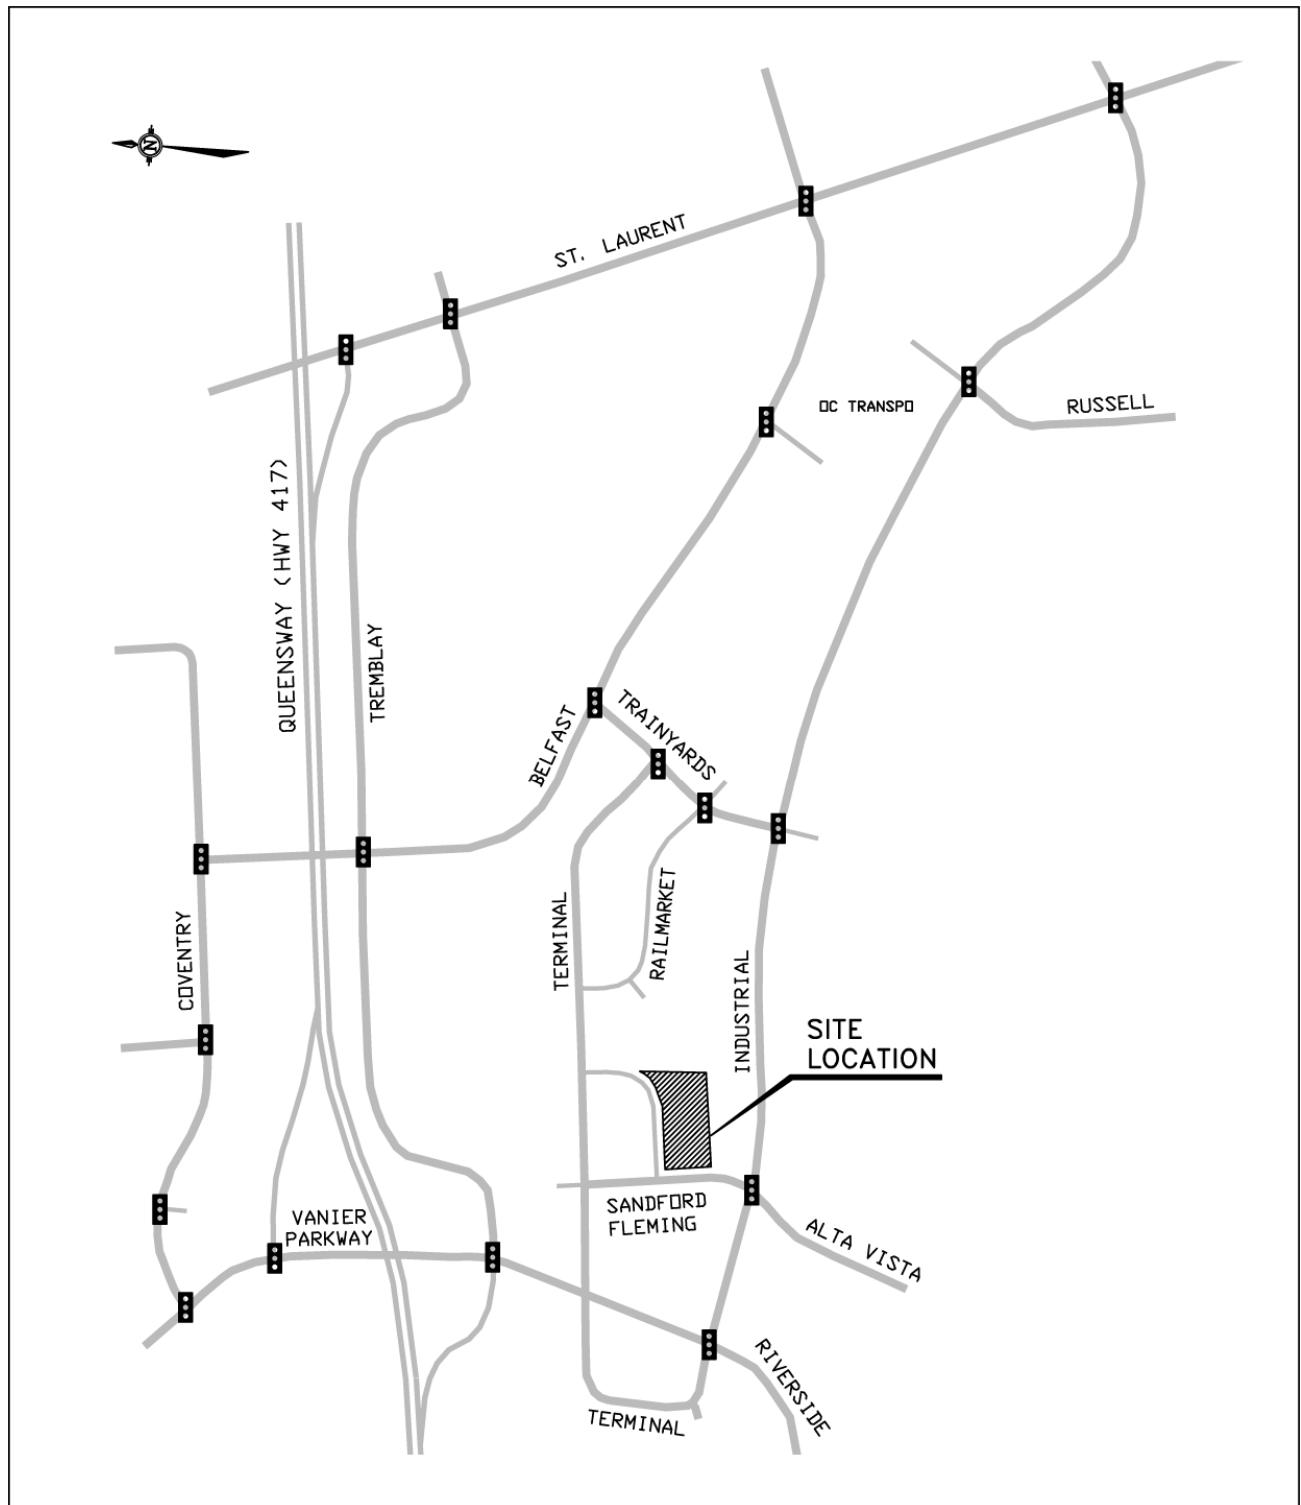 N
ST. LAURENT
OC TRANSPO
RUSSELL
QUEENSWAY (HWY 417)
TREMBLAY
BELFAST
TRAINYARDS
COVENTRY
TERMINAL
RAILMARKET
INDUSTRIAL
SITE
LOCATION
SANDFORD
FLEMING
VANIER
PARKWAY
ALTA VISTA
RIVERSIDE
TERMINAL